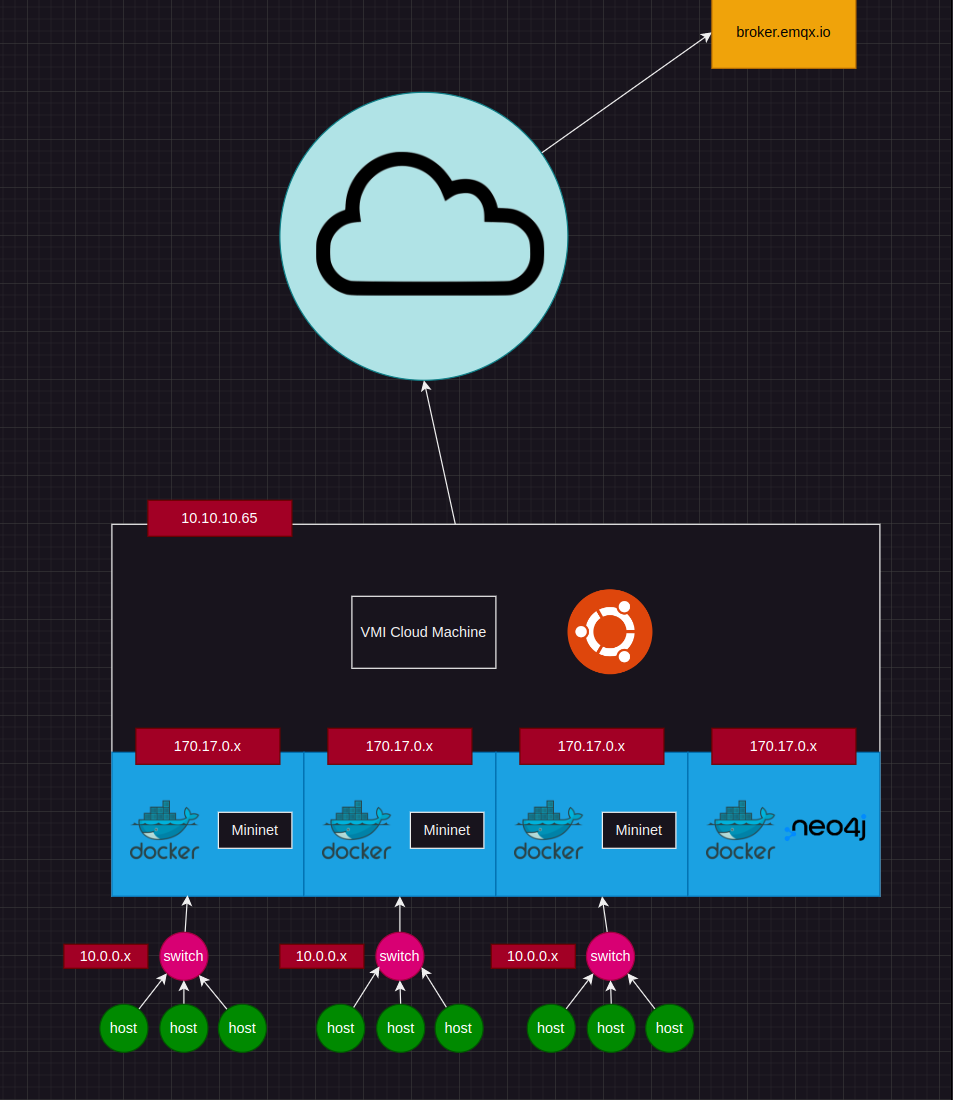 broker.emqx.io
10.10.10.65
VMI Cloud Machine
170.17.0.x
170.17.0.x
170.17.0.x
170.17.0.x
docker
Mininet
docker
Mininet
docker
Mininet
docker
neo4j
10.0.0.x
switch
10.0.0.x
switch
10.0.0.x
switch
host
host
host
host
host
host
host
host
host